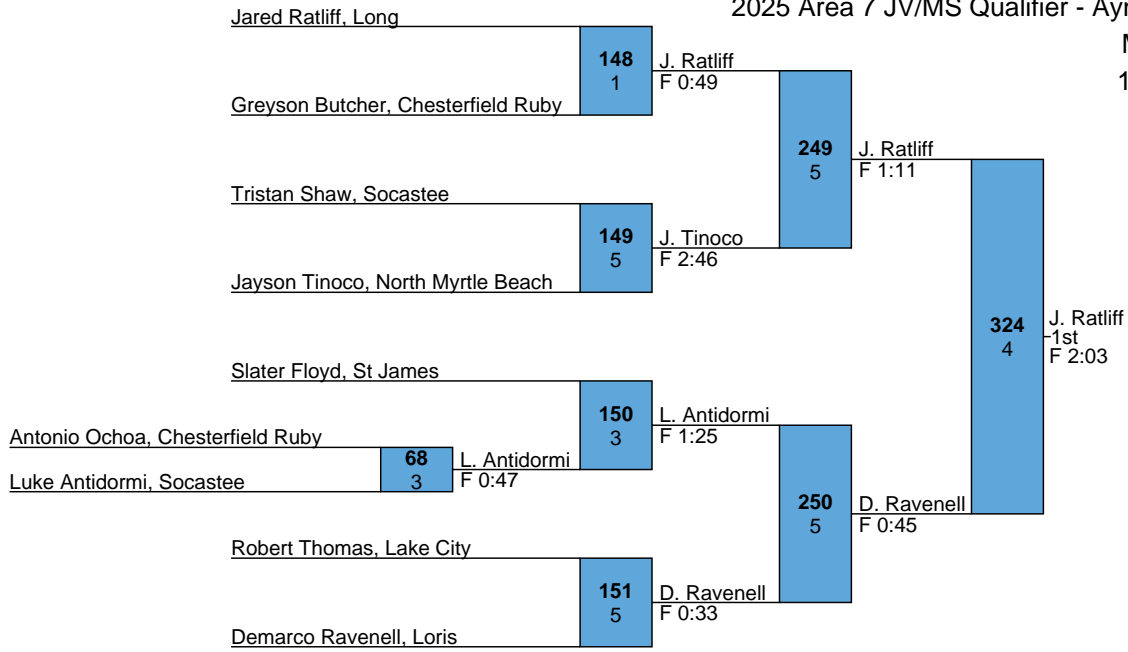 2025 Area 7 JV/MS Qualifier - Ayn
Jared Ratliff, Long
148
1
J. Ratliff
F 0:49
Greyson Butcher, Chesterfield Ruby
249
5
J. Ratliff
F 1:11
Tristan Shaw, Socastee
149
5
J. Tinoco
F 2:46
Jayson Tinoco, North Myrtle Beach
324
4
J. Ratliff
1st
F 2:03
Slater Floyd, St James
150
3
L. Antidormi
F 1:25
Antonio Ochoa, Chesterfield Ruby
68
3
L. Antidormi
F 0:47
Luke Antidormi, Socastee
250
5
D. Ravenell
F 0:45
Robert Thomas, Lake City
151
5
D. Ravenell
F 0:33
Demarco Ravenell, Loris